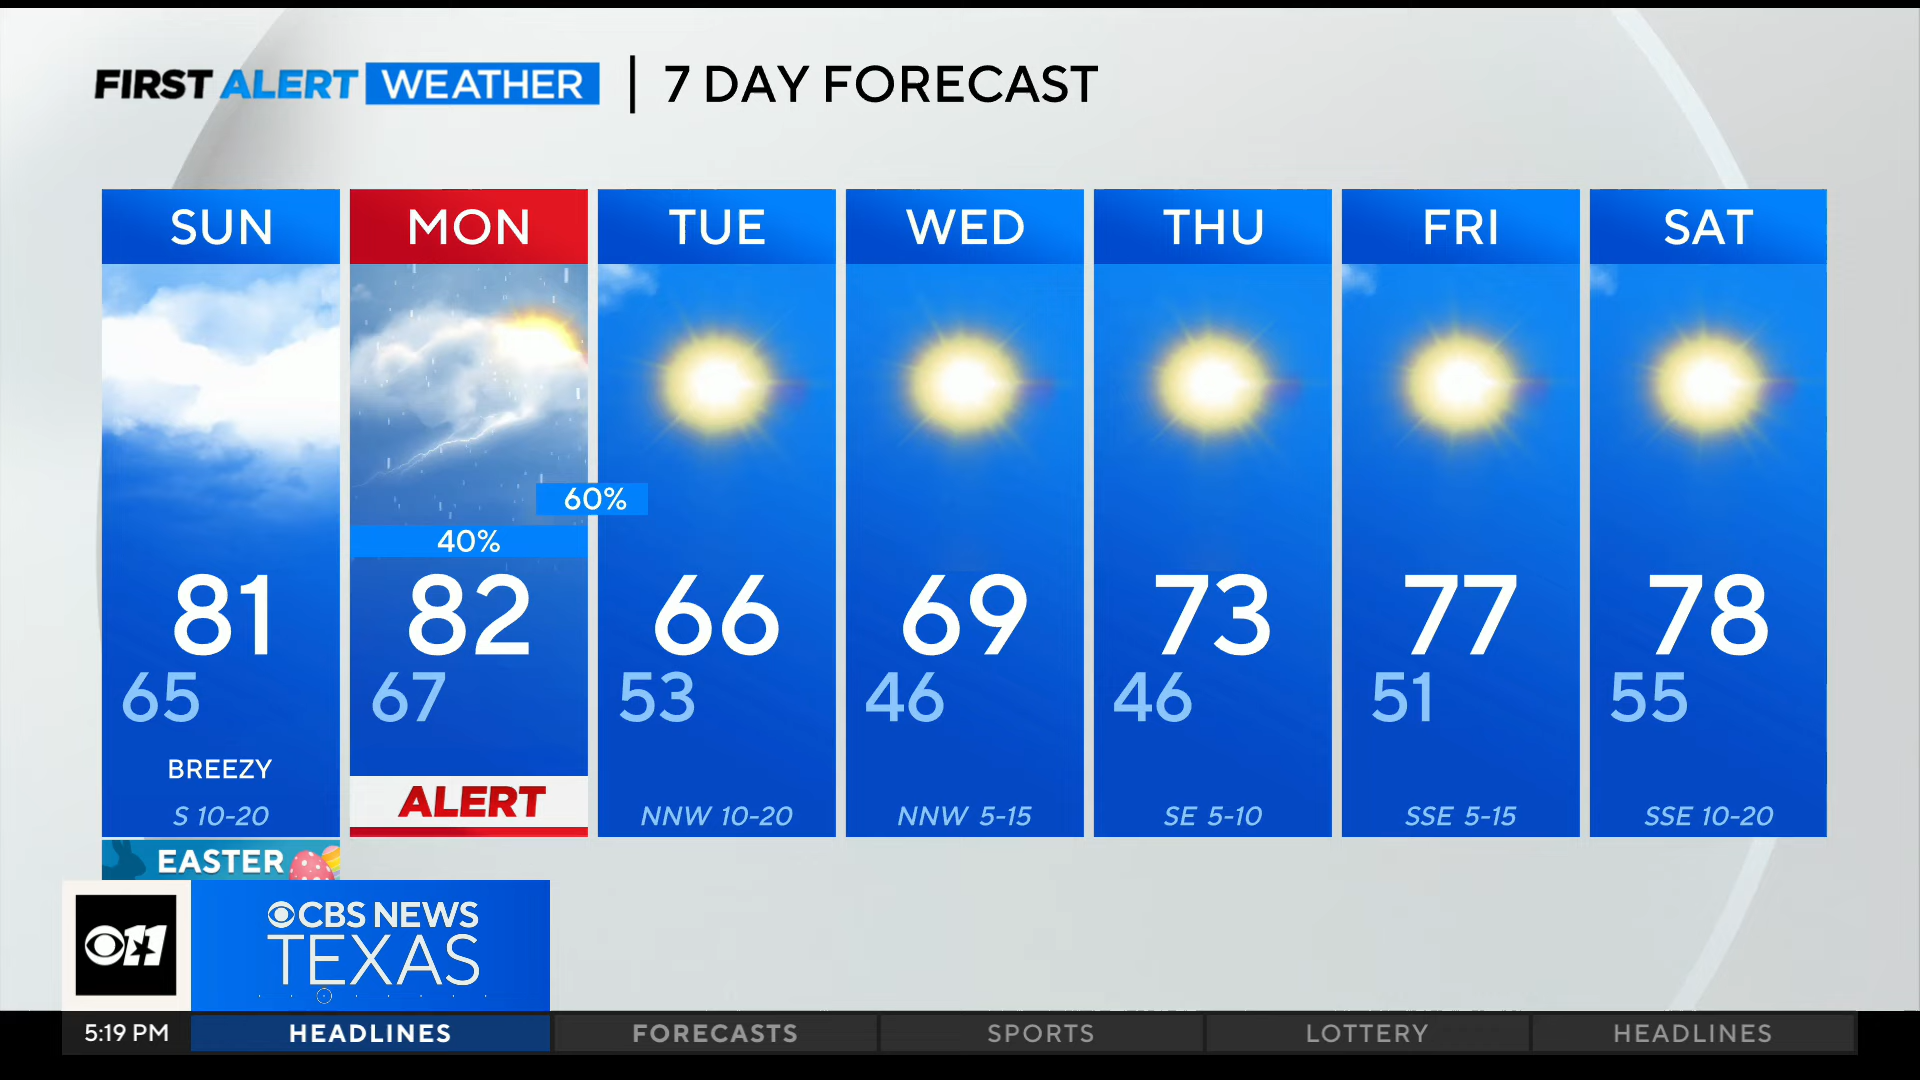 FIRST ALERT WEATHER | 7 DAY FORECAST
SUN MON TUE WED THU FRI SAT
60%
40%
81 82 66 69 73 77 78
65 67 53 46 46 51 55
BREEZY
ALERT
S 10-20 NNW 10-20 NNW 5-15 SE 5-10 SSE 5-15 SSE 10-20
EASTER
CBS NEWS
11 TEXAS
5:19 PM HEADLINES FORECASTS SPORTS LOTTERY HEADLINES